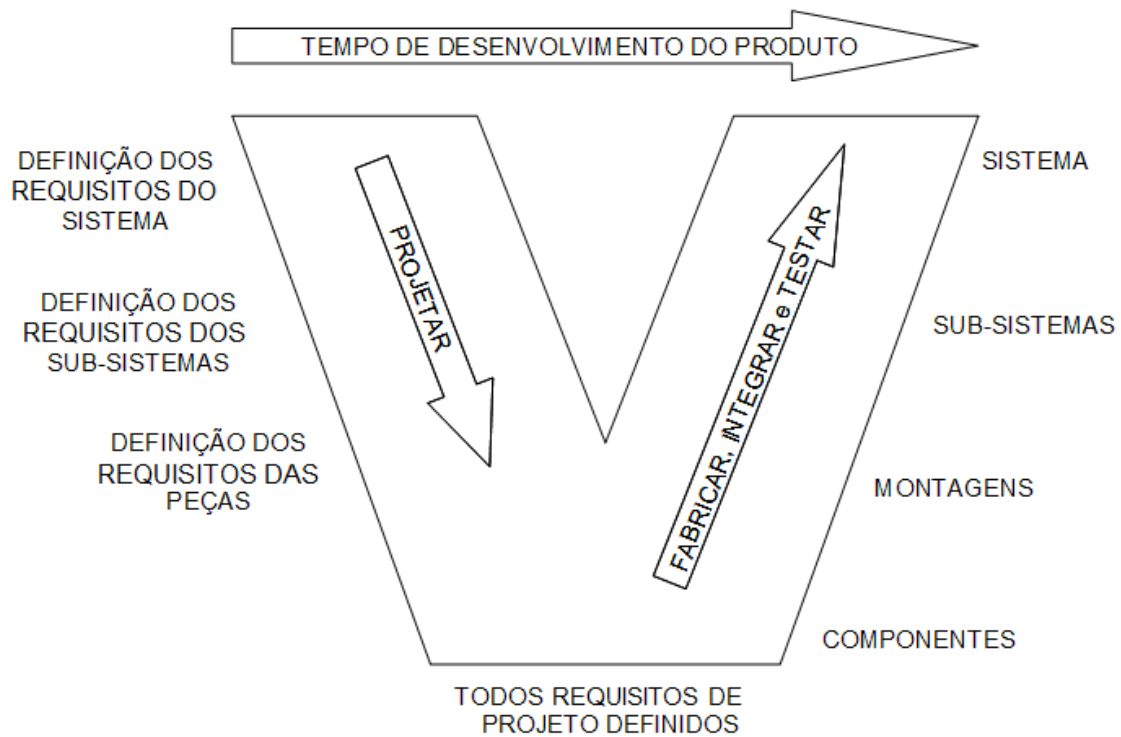 TEMPO DE DESENVOLVIMENTO DO PRODUTO
DEFINIÇÃO DOS
REQUISITOS DO
SISTEMA
DEFINIÇÃO DOS
REQUISITOS DOS
SUB-SISTEMAS
DEFINIÇÃO DOS
REQUISITOS DAS
PEÇAS
PROJETAR
TODOS REQUISITOS DE
PROJETO DEFINIDOS
FABRICAR, INTEGRAR e TESTAR
SISTEMA
SUB-SISTEMAS
MONTAGENS
COMPONENTES